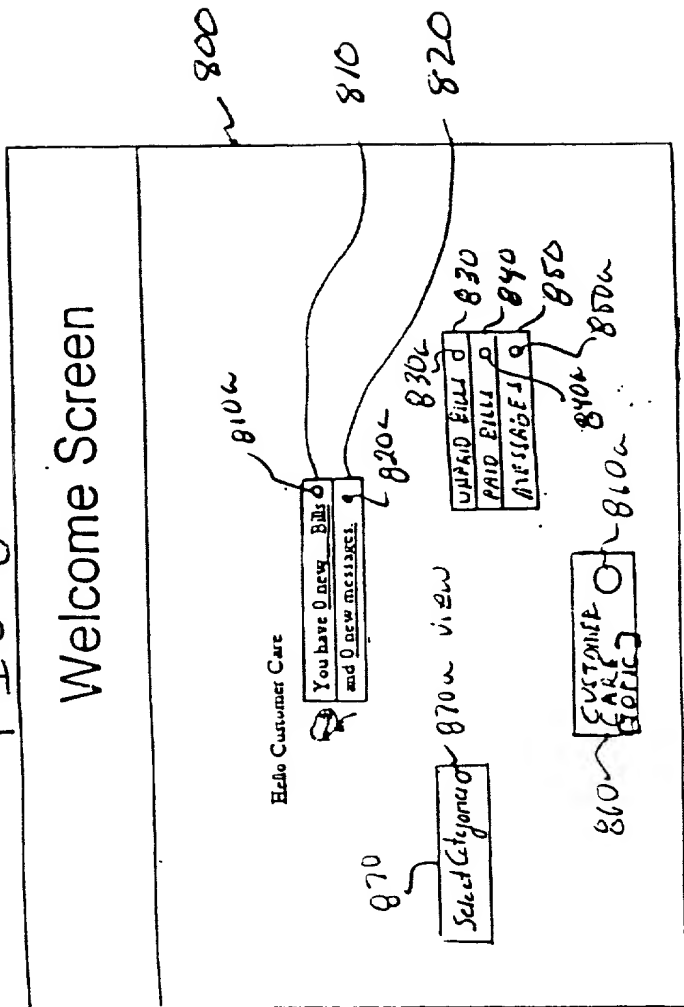 Welcome Screen
800
810
820
Hello Customer Care
810a
You have 0 new Bills
and 0 new messages.
820a
870
Select Categories
870a view
830a
UNPAID BILLS
830
PAID BILLS
840
MESSAGES
850
840a
850a
860
CUSTOMER
CARE
TOPIC
860a